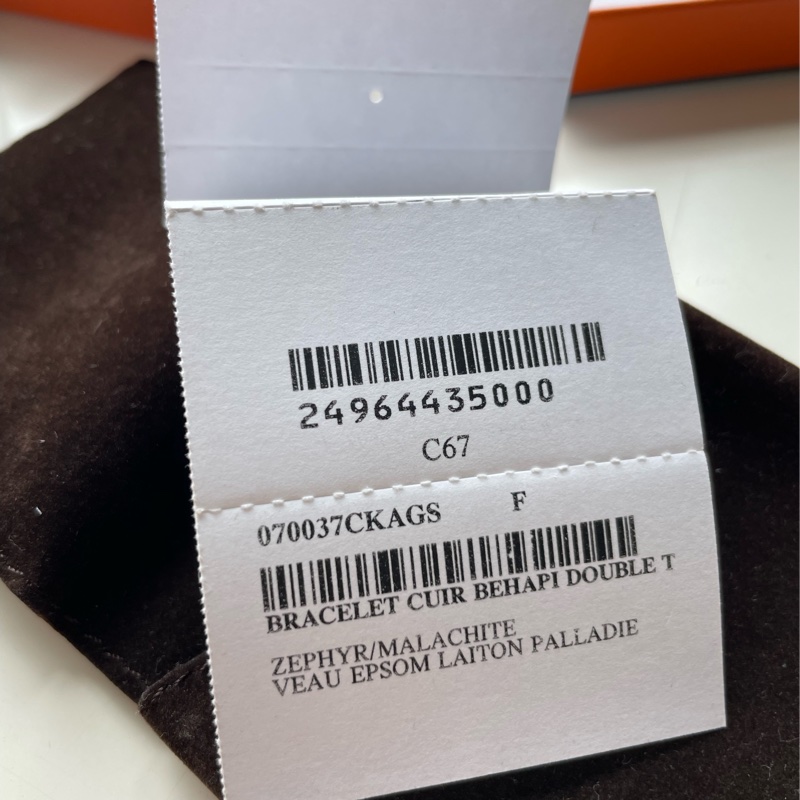 24964435000
C67
070037CKAGS F
BRACELET CUIR BEHAPI DOUBLE T
ZEPHYR/MALACHITE
VEAU EPSOM LAITON PALLADIE